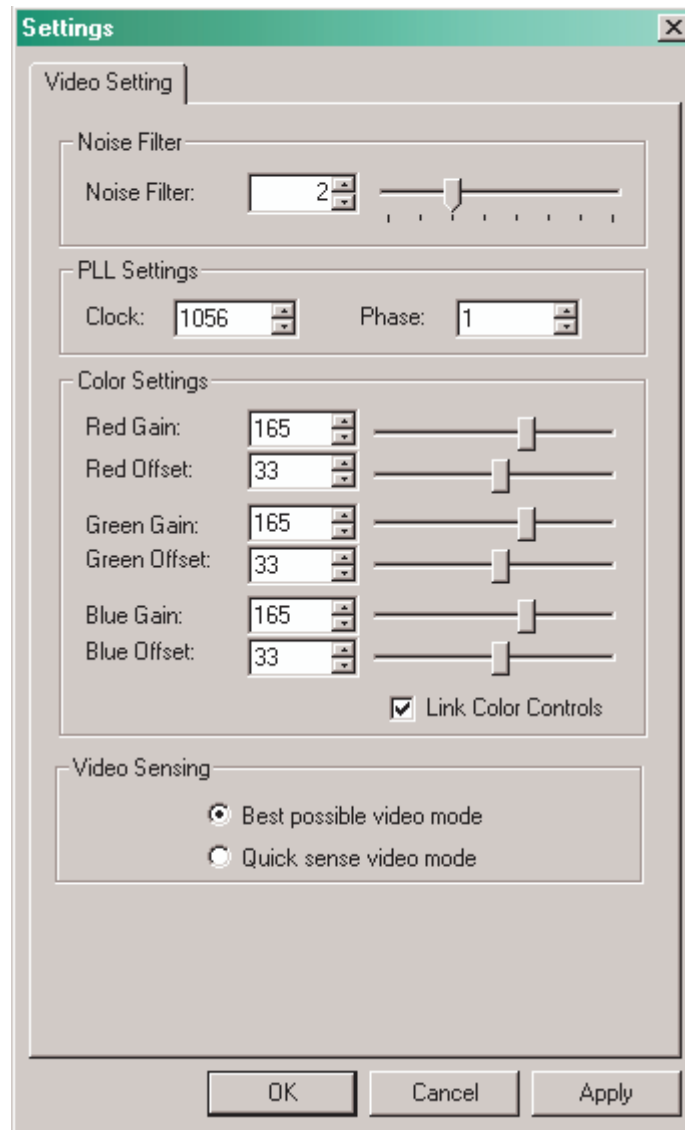 Settings
Video Setting
Noise Filter
Noise Filter: 2
PLL Settings
Clock: 1056 Phase: 1
Color Settings
Red Gain: 165
Red Offset: 33
Green Gain: 165
Green Offset: 33
Blue Gain: 165
Blue Offset: 33
Link Color Controls
Video Sensing
Best possible video mode
Quick sense video mode
OK Cancel Apply